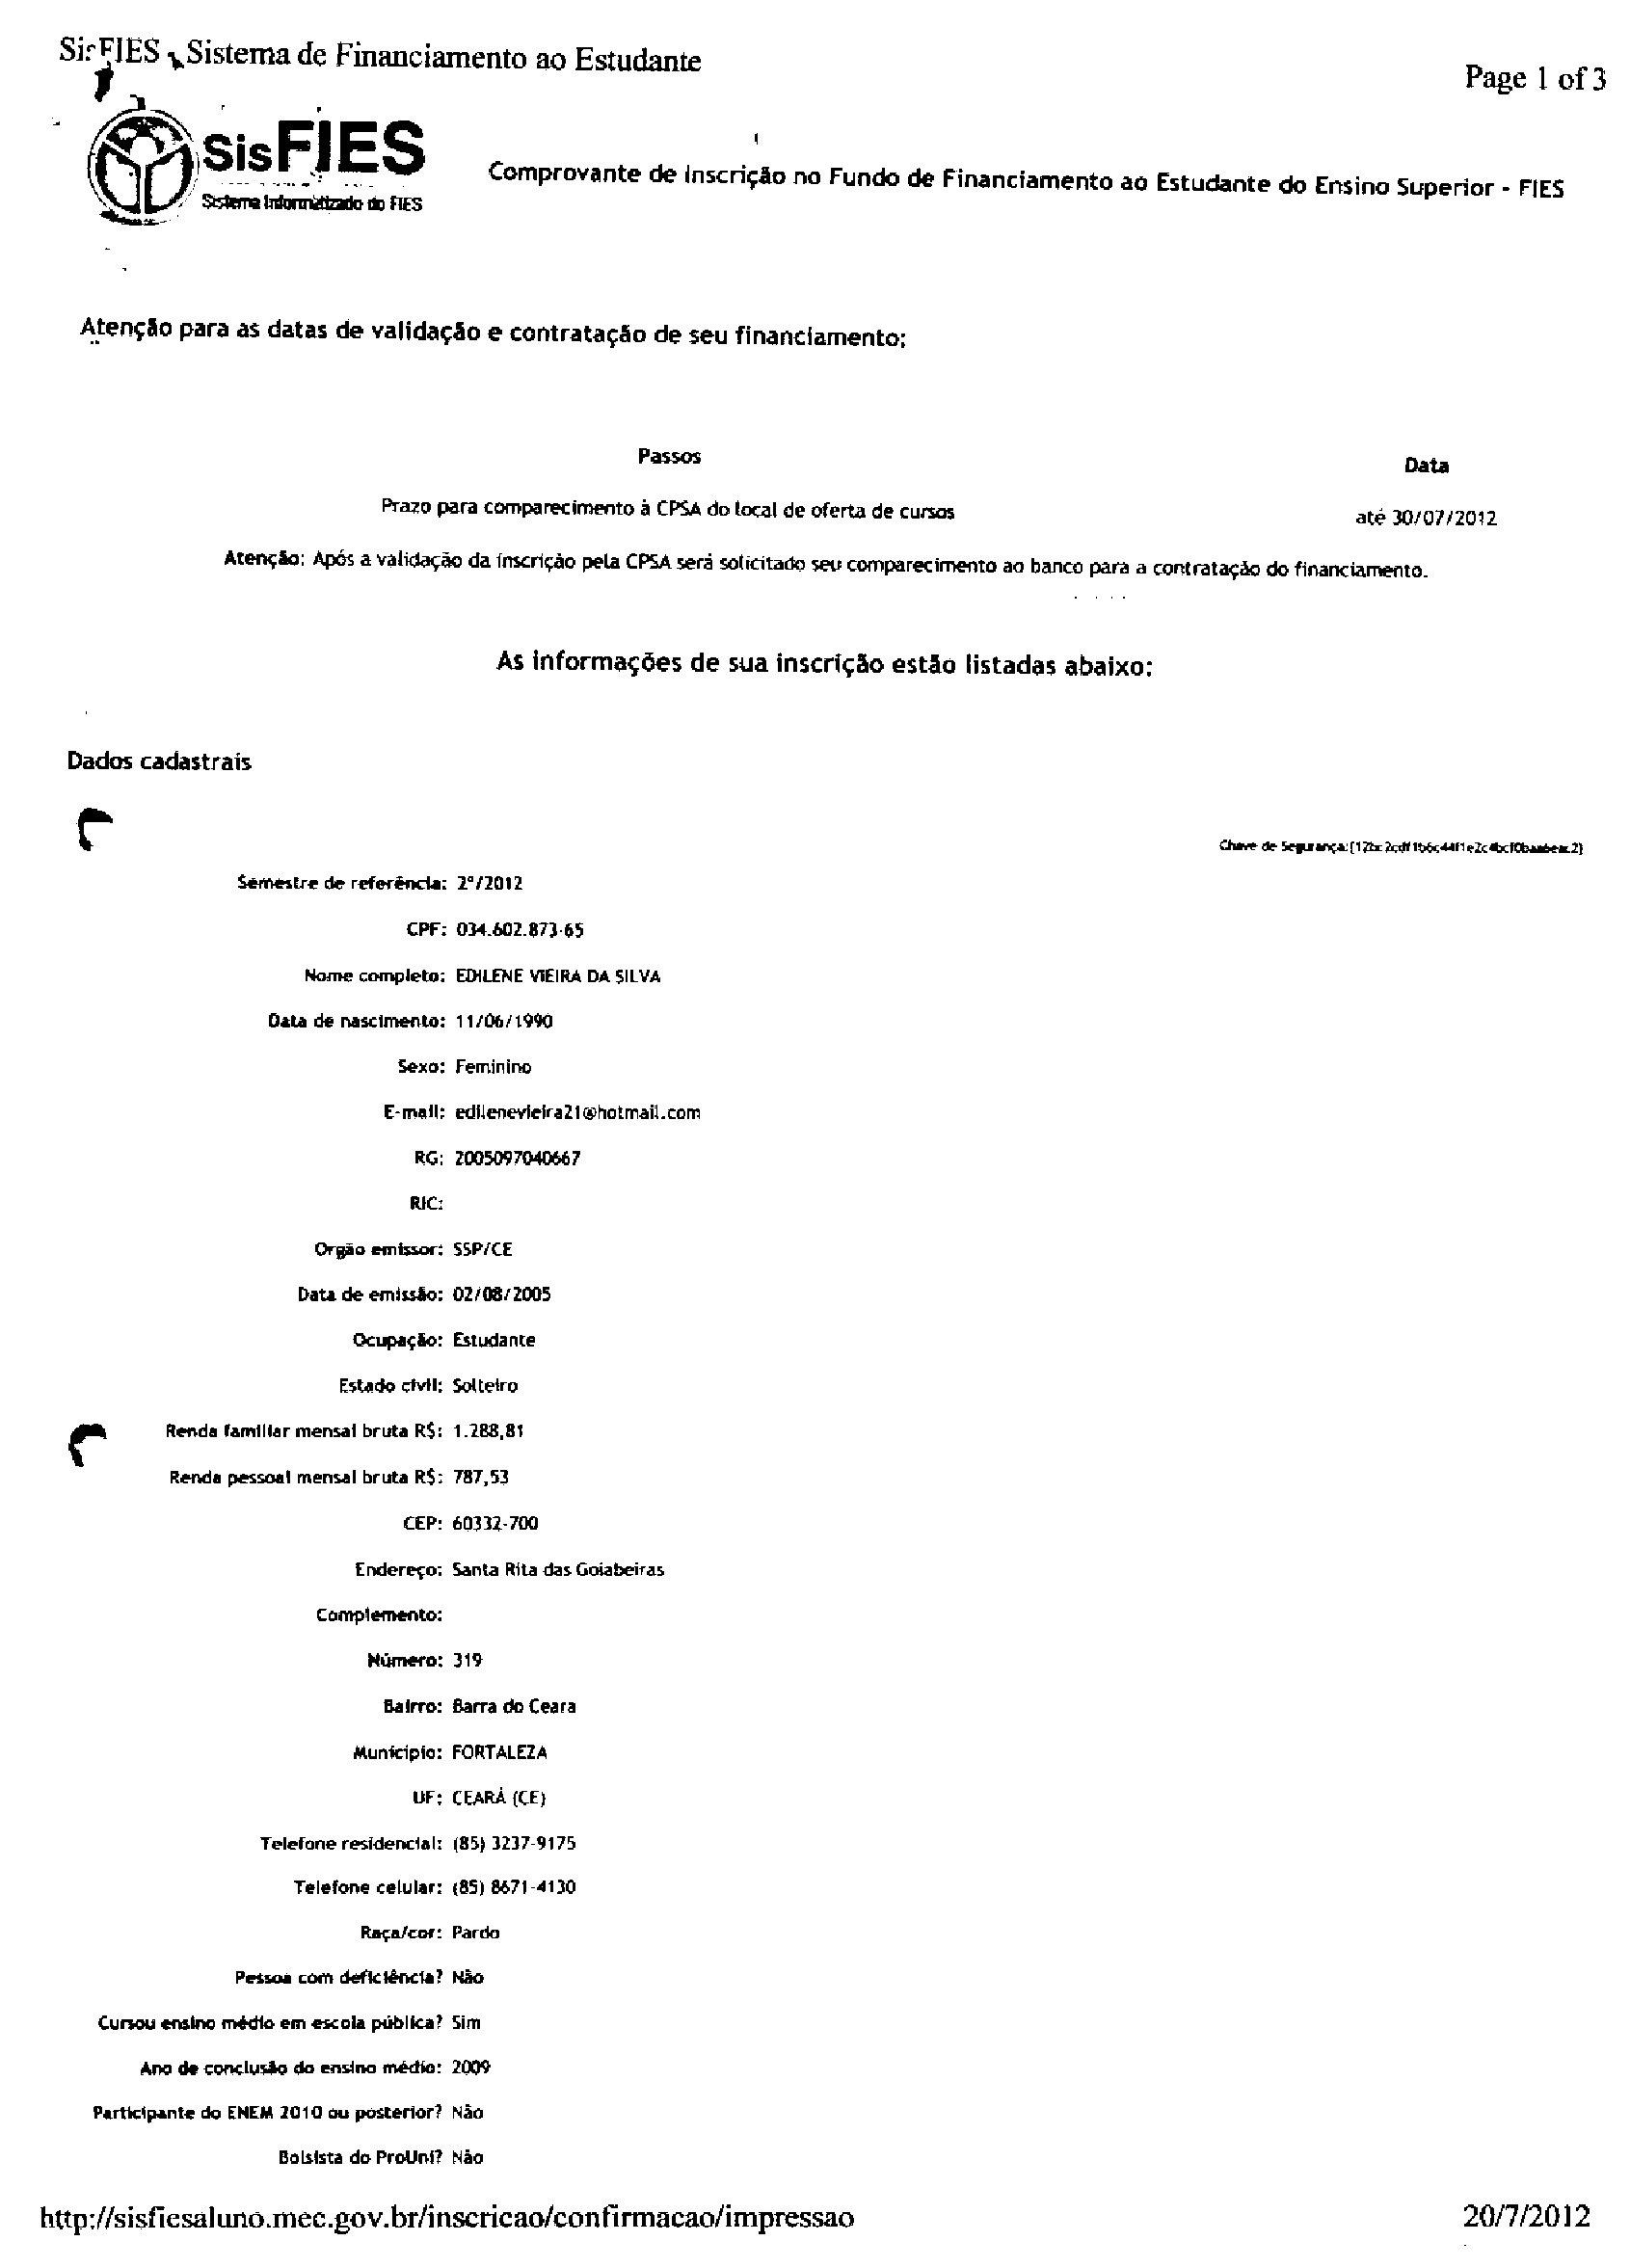 SisFIES - Sistema de Financiamento ao Estudante
Page 1 of 3
SisFIES
Sistema Informatizado do FIES
Comprovante de Inscrição no Fundo de Financiamento ao Estudante do Ensino Superior - FIES
Atenção para as datas de validação e contratação de seu financiamento:
Passos Data
Prazo para comparecimento à CPSA do local de oferta de cursos até 30/07/2012
Atenção: Após a validação da inscrição pela CPSA será solicitado seu comparecimento ao banco para a contratação do financiamento.
As informações de sua inscrição estão listadas abaixo:
Dados cadastrais
Chave de Segurança:
Semestre de referência: 2º/2012
CPF: 034.602.873-65
Nome completo: EDILENE VIEIRA DA SILVA
Data de nascimento: 11/06/1990
Sexo: Feminino
E-mail: edilenevieira21@hotmail.com
RG: 2005097040667
RIC:
Orgão emissor: SSP/CE
Data de emissão: 02/08/2005
Ocupação: Estudante
Estado civil: Solteiro
Renda familiar mensal bruta R$: 1.288,81
Renda pessoal mensal bruta R$: 787,53
CEP: 60332-700
Endereço: Santa Rita das Goiabeiras
Complemento:
Número: 319
Bairro: Barra do Ceara
Município: FORTALEZA
UF: CEARÁ (CE)
Telefone residencial: (85) 3237-9175
Telefone celular: (85) 8671-4130
Raça/cor: Pardo
Pessoa com deficiência? Não
Cursou ensino médio em escola pública? Sim
Ano de conclusão do ensino médio: 2009
Participante do ENEM 2010 ou posterior? Não
Bolsista do ProUni? Não
http://sisfiesaluno.mec.gov.br/inscricao/confirmacao/impressao 20/7/2012